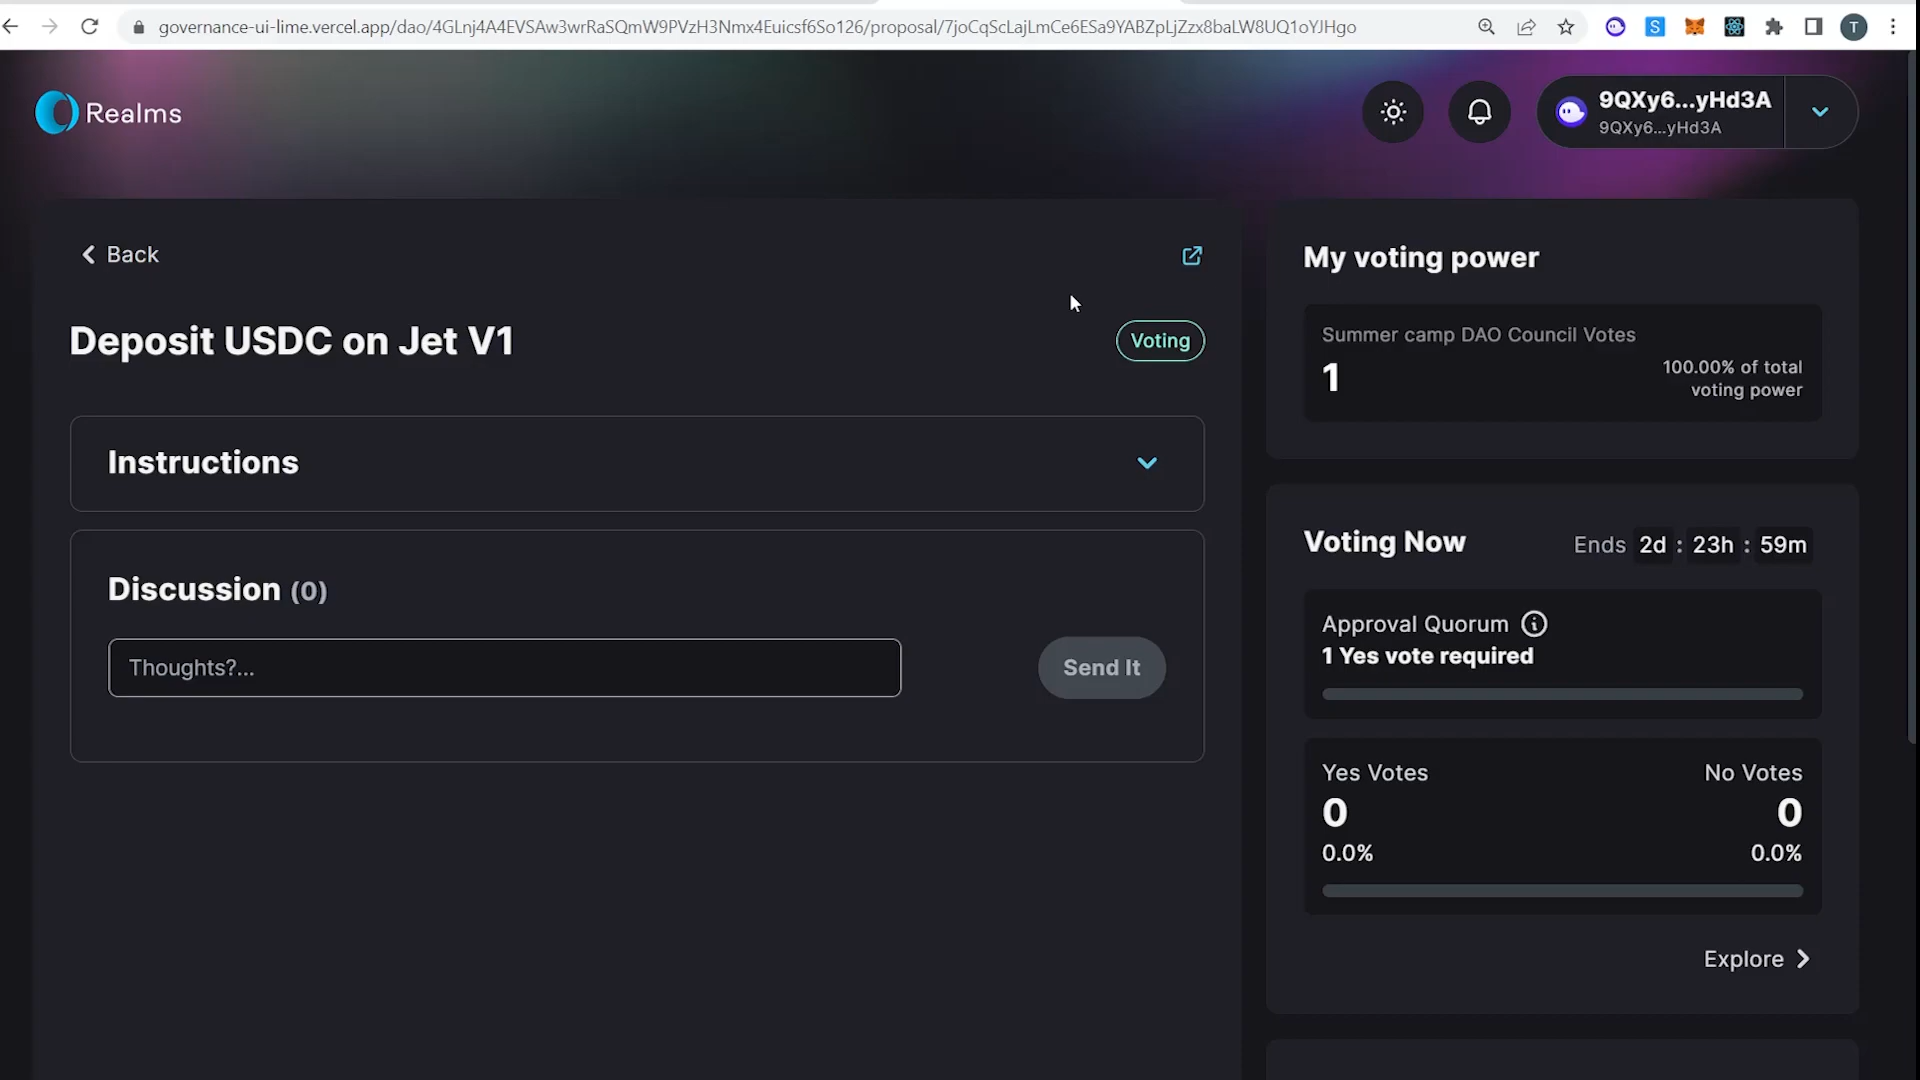 governance-ui-lime.vercel.app/dao/4GLnj4A4EVSAw3wrRaSQmW9PVzH3Nmx4Euicsf6So126/proposal/7joCqScLajLmCe6ESa9YABZpLjZzx8baLW8UQ1oYJHgo
S
T
Realms
9QXy6...yHd3A
9QXy6...yHd3A
Back
Deposit USDC on Jet V1
Voting
Instructions
Discussion (0)
Thoughts?...
Send It
My voting power
Summer camp DAO Council Votes
1
100.00% of total
voting power
Voting Now
Ends 2d : 23h : 59m
Approval Quorum
1 Yes vote required
Yes Votes
No Votes
0
0
0.0%
0.0%
Explore